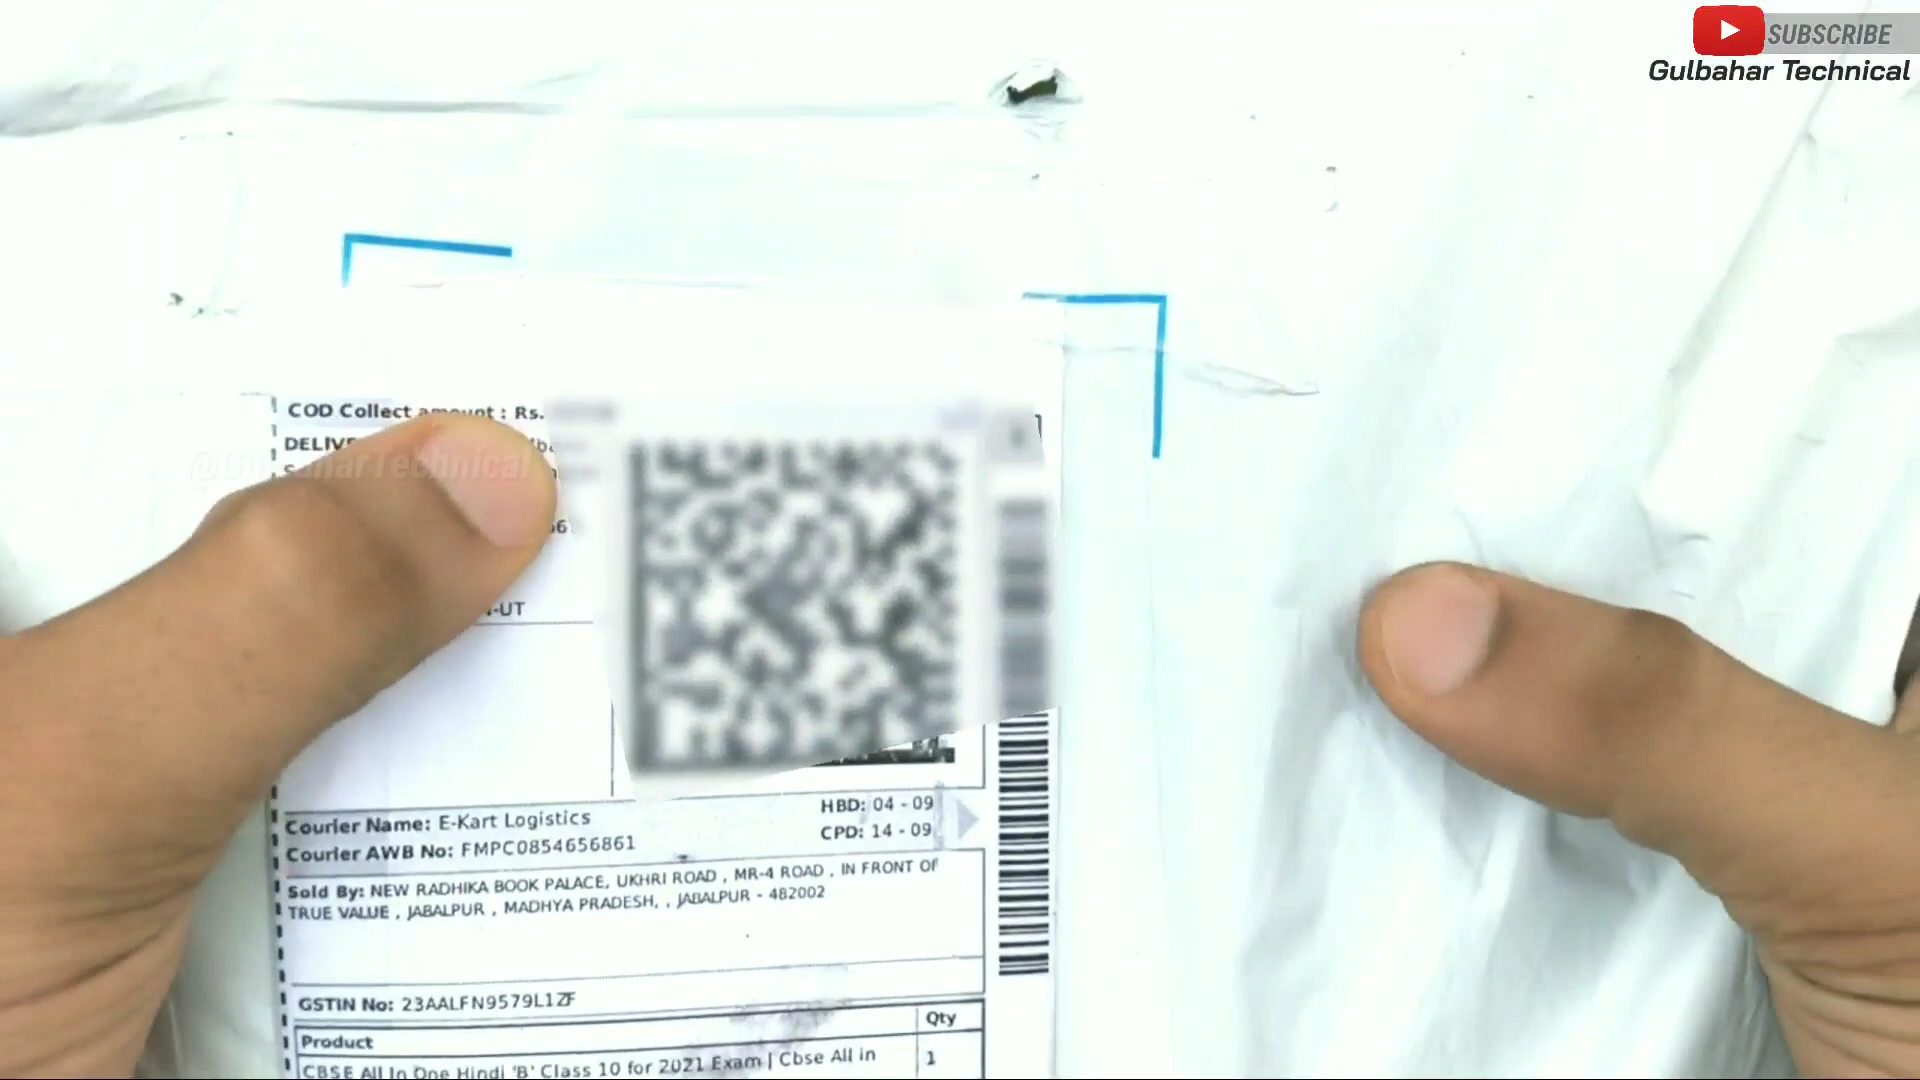 SUBSCRIBE
Gulbahar Technical
COD Collect amount : Rs.
@Gulbahar Technical
-UT
Courier Name: E-Kart Logistics
HBD: 04 - 09
Courier AWB No: FMPC0854656861
CPD: 14 - 09
Sold By: NEW RADHIKA BOOK PALACE, UKHRI ROAD , MR-4 ROAD , IN FRONT OF
TRUE VALUE , JABALPUR , MADHYA PRADESH, , JABALPUR - 482002
GSTIN No: 23AALFN9579L1ZF
Product
Qty
CBSE All In One Hindi 'B' Class 10 for 2021 Exam | Cbse All in
1